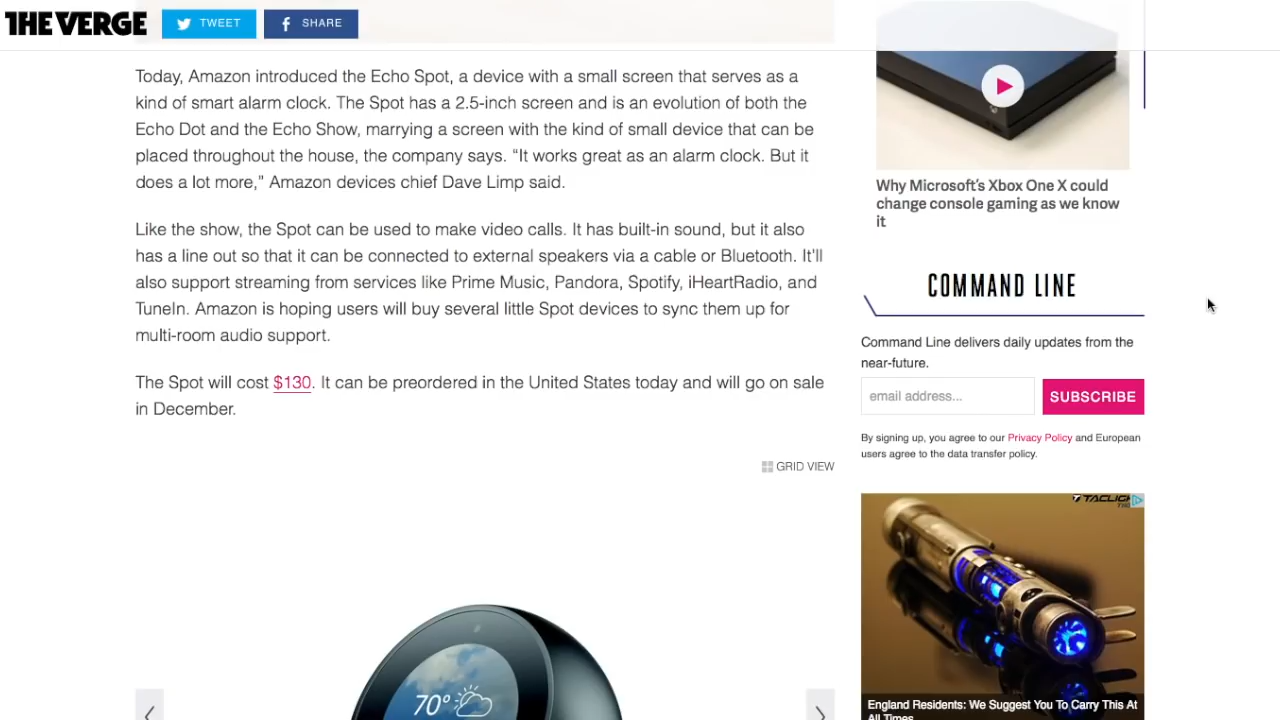 THE VERGE
TWEET
SHARE
Today, Amazon introduced the Echo Spot, a device with a small screen that serves as a
kind of smart alarm clock. The Spot has a 2.5-inch screen and is an evolution of both the
Echo Dot and the Echo Show, marrying a screen with the kind of small device that can be
placed throughout the house, the company says. “It works great as an alarm clock. But it
does a lot more,” Amazon devices chief Dave Limp said.
Like the show, the Spot can be used to make video calls. It has built-in sound, but it also
has a line out so that it can be connected to external speakers via a cable or Bluetooth. It'll
also support streaming from services like Prime Music, Pandora, Spotify, iHeartRadio, and
TuneIn. Amazon is hoping users will buy several little Spot devices to sync them up for
multi-room audio support.
The Spot will cost $130. It can be preordered in the United States today and will go on sale
in December.
GRID VIEW
70°
Why Microsoft’s Xbox One X could
change console gaming as we know
it
COMMAND LINE
Command Line delivers daily updates from the
near-future.
email address...
SUBSCRIBE
By signing up, you agree to our Privacy Policy and European
users agree to the data transfer policy.
England Residents: We Suggest You To Carry This At
All Times